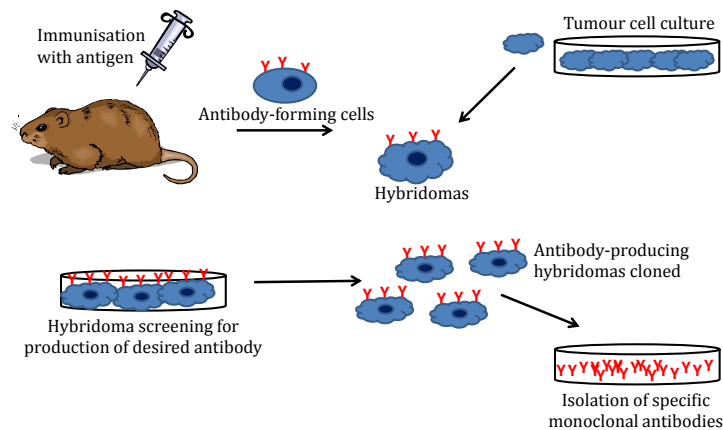 Immunisation
with antigen
Tumour cell culture
Antibody-forming cells
Hybridomas
Antibody-producing
hybridomas cloned
Hybridoma screening for
production of desired antibody
Isolation of specific
monoclonal antibodies